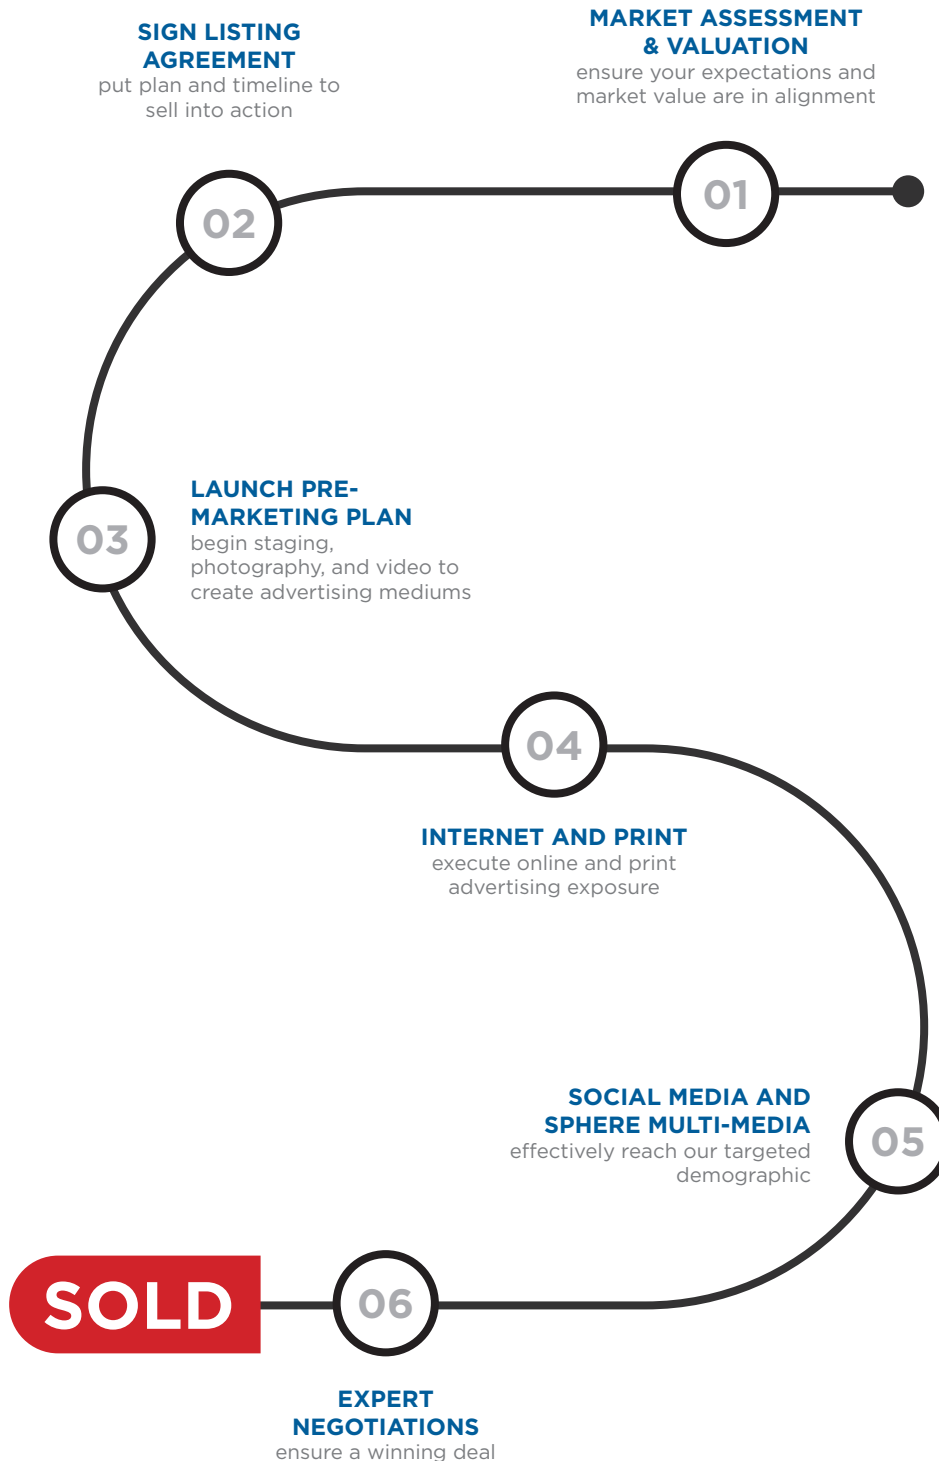 MARKET ASSESSMENT
& VALUATION
ensure your expectations and
market value are in alignment
01
SIGN LISTING
AGREEMENT
put plan and timeline to
sell into action
02
03
LAUNCH PRE-
MARKETING PLAN
begin staging,
photography, and video to
create advertising mediums
04
INTERNET AND PRINT
execute online and print
advertising exposure
SOCIAL MEDIA AND
SPHERE MULTI-MEDIA
effectively reach our targeted
demographic
05
06
EXPERT
NEGOTIATIONS
ensure a winning deal
SOLD